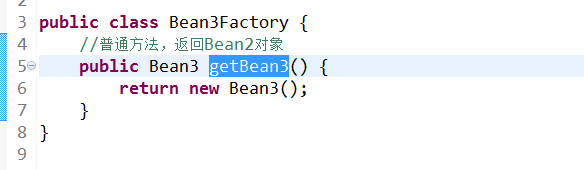 3 public class Bean3Factory {
4 //普通方法，返回Bean2对象
5 public Bean3 getBean3() {
6 return new Bean3();
7 }
8 }
9